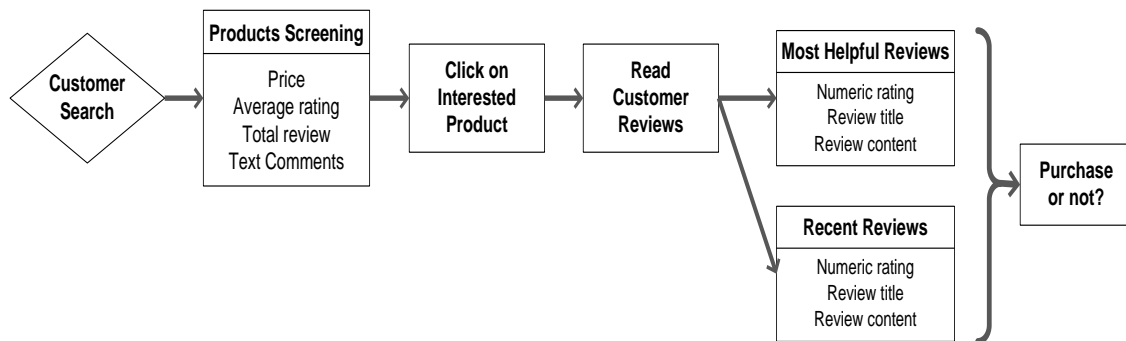 Customer
Search
Products Screening
Price
Average rating
Total review
Text Comments
Click on
Interested
Product
Read
Customer
Reviews
Most Helpful Reviews
Numeric rating
Review title
Review content
Recent Reviews
Numeric rating
Review title
Review content
Purchase
or not?